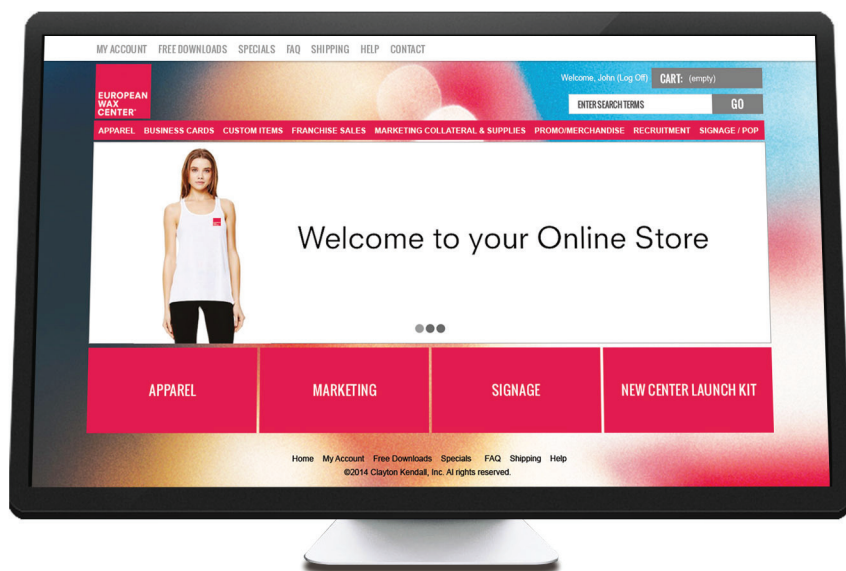 MY ACCOUNT FREE DOWNLOADS SPECIALS FAQ SHIPPING HELP CONTACT
Welcome, John (Log Off) CART: (empty)
EUROPEAN
WAX
CENTER
ENTER SEARCH TERMS GO
APPAREL BUSINESS CARDS CUSTOM ITEMS FRANCHISE SALES MARKETING COLLATERAL & SUPPLIES PROMO/MERCHANDISE RECRUITMENT SIGNAGE / POP
Welcome to your Online Store
APPAREL MARKETING SIGNAGE NEW CENTER LAUNCH KIT
Home My Account Free Downloads Specials FAQ Shipping Help
©2014 Clayton Kendall, Inc. Al rights reserved.